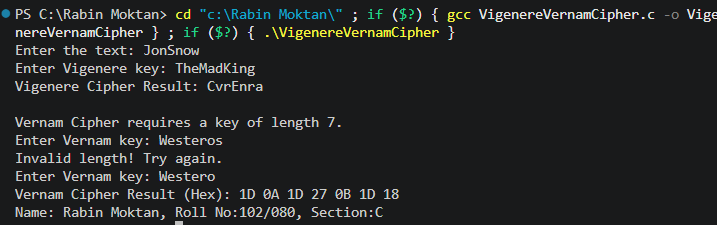 PS C:\Rabin Moktan> cd "c:\Rabin Moktan\" ; if ($?) { gcc VigenereVernamCipher.c -o Vige
nereVernamCipher } ; if ($?) { .\VigenereVernamCipher }
Enter the text: JonSnow
Enter Vigenere key: TheMadKing
Vigenere Cipher Result: CvrEnra

Vernam Cipher requires a key of length 7.
Enter Vernam key: Westeros
Invalid length! Try again.
Enter Vernam key: Westero
Vernam Cipher Result (Hex): 1D 0A 1D 27 0B 1D 18
Name: Rabin Moktan, Roll No:102/080, Section:C